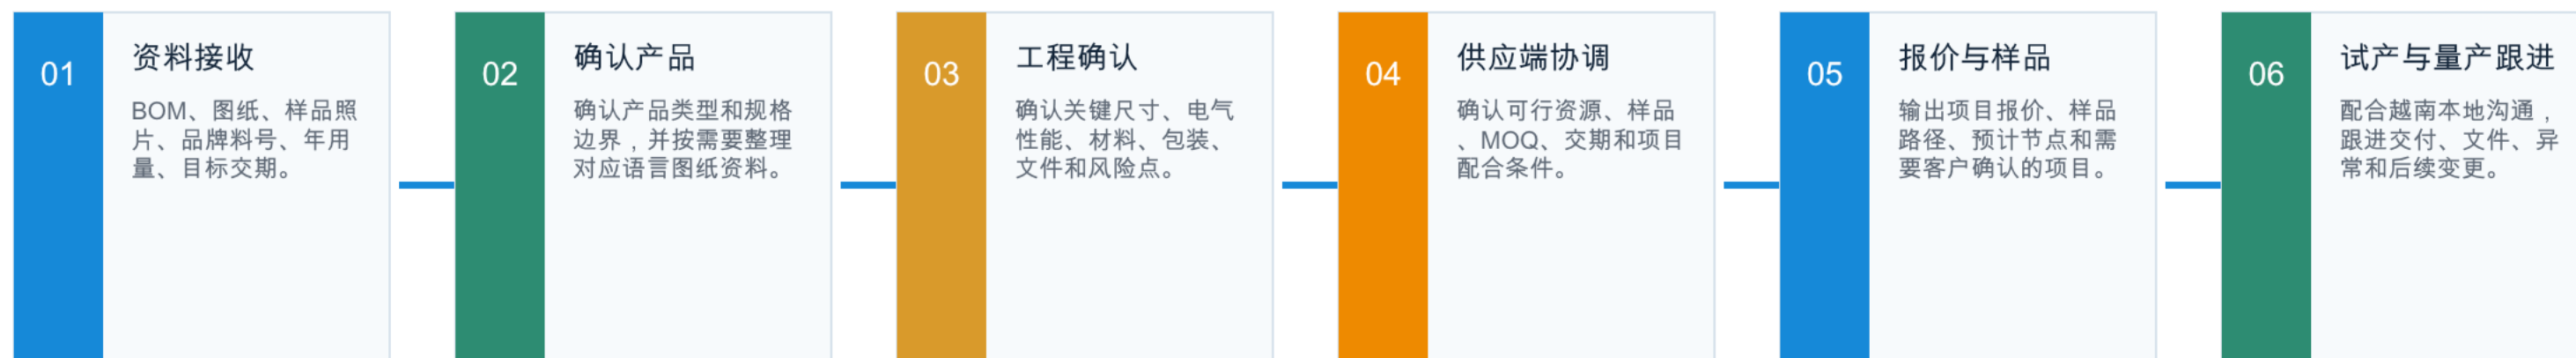 01
资料接收
BOM、图纸、样品照
片、品牌料号、年用
量、目标交期。
02
确认产品
确认产品类型和规格
边界，并按需要整理
对应语言图纸资料。
03
工程确认
确认关键尺寸、电气
性能、材料、包装、
文件和风险点。
04
供应端协调
确认可行资源、样品
、MOQ、交期和项目
配合条件。
05
报价与样品
输出项目报价、样品
路径、预计节点和需
要客户确认的项目。
06
试产与量产跟进
配合越南本地沟通，
跟进交付、文件、异
常和后续变更。